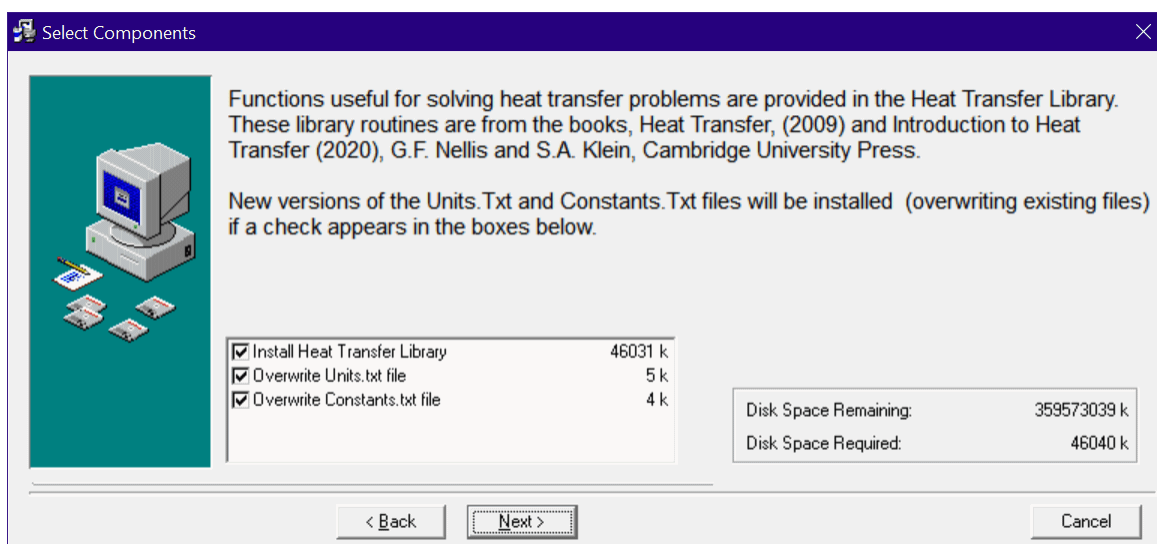 Select Components
Functions useful for solving heat transfer problems are provided in the Heat Transfer Library.
These library routines are from the books, Heat Transfer, (2009) and Introduction to Heat
Transfer (2020), G.F. Nellis and S.A. Klein, Cambridge University Press.
New versions of the Units.Txt and Constants.Txt files will be installed  (overwriting existing files)
if a check appears in the boxes below.
Install Heat Transfer Library 46031 k
Overwrite Units.txt file 5 k
Overwrite Constants.txt file 4 k
Disk Space Remaining: 359573039 k
Disk Space Required: 46040 k
< Back Next > Cancel